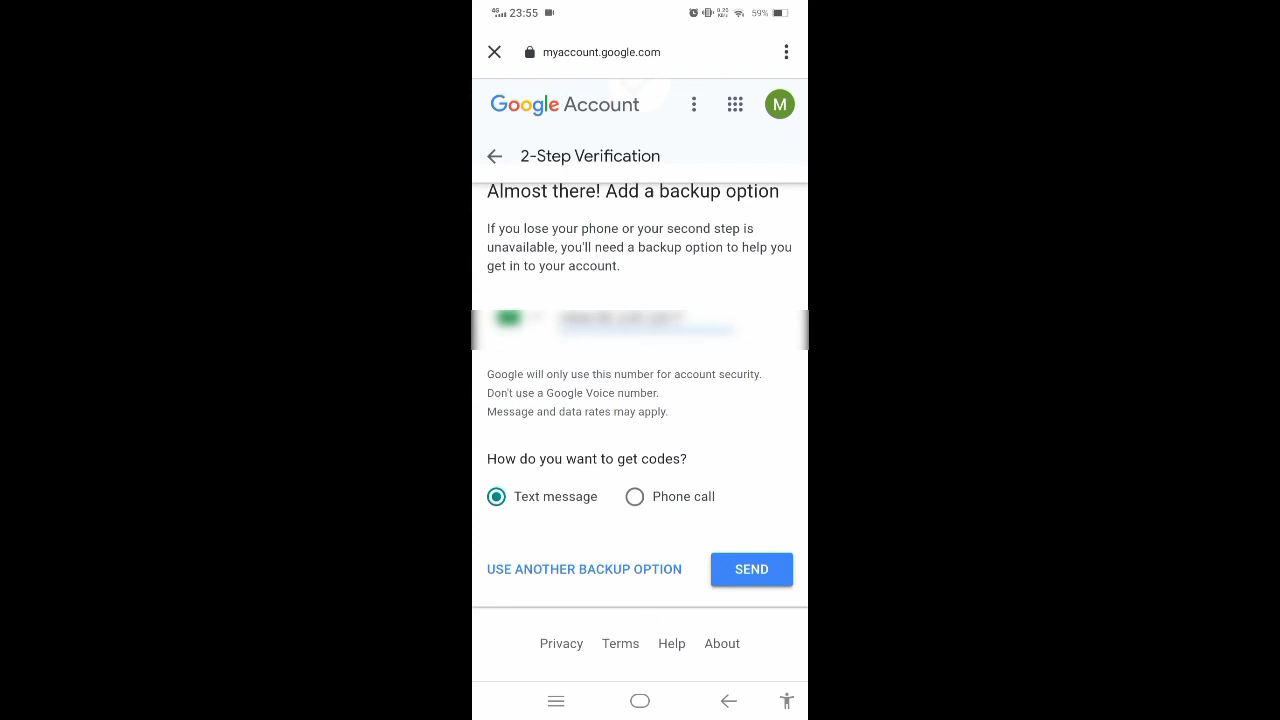 4G 23:55 0.20 KB/s 59%
myaccount.google.com
Google Account M
2-Step Verification
Almost there! Add a backup option
If you lose your phone or your second step is
unavailable, you'll need a backup option to help you
get in to your account.
Google will only use this number for account security.
Don't use a Google Voice number.
Message and data rates may apply.
How do you want to get codes?
Text message Phone call
USE ANOTHER BACKUP OPTION SEND
Privacy Terms Help About